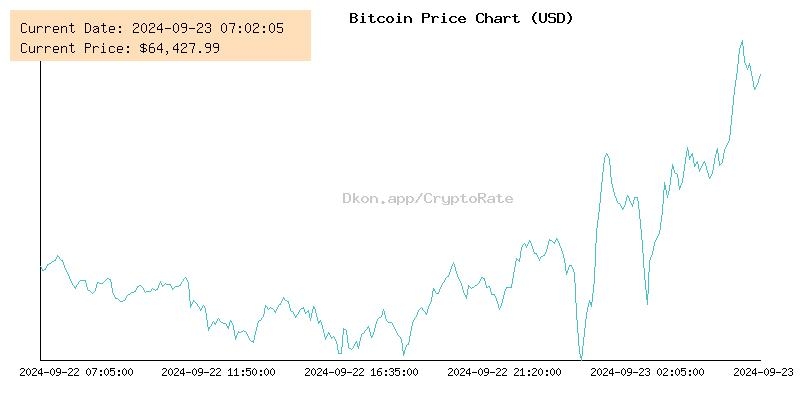 Bitcoin Price Chart (USD)
Current Date: 2024-09-23 07:02:05
Current Price: $64,427.99
Dkon.app/CryptoRate
2024-09-22 07:05:00 2024-09-22 11:50:00 2024-09-22 16:35:00 2024-09-22 21:20:00 2024-09-23 02:05:00 2024-09-23